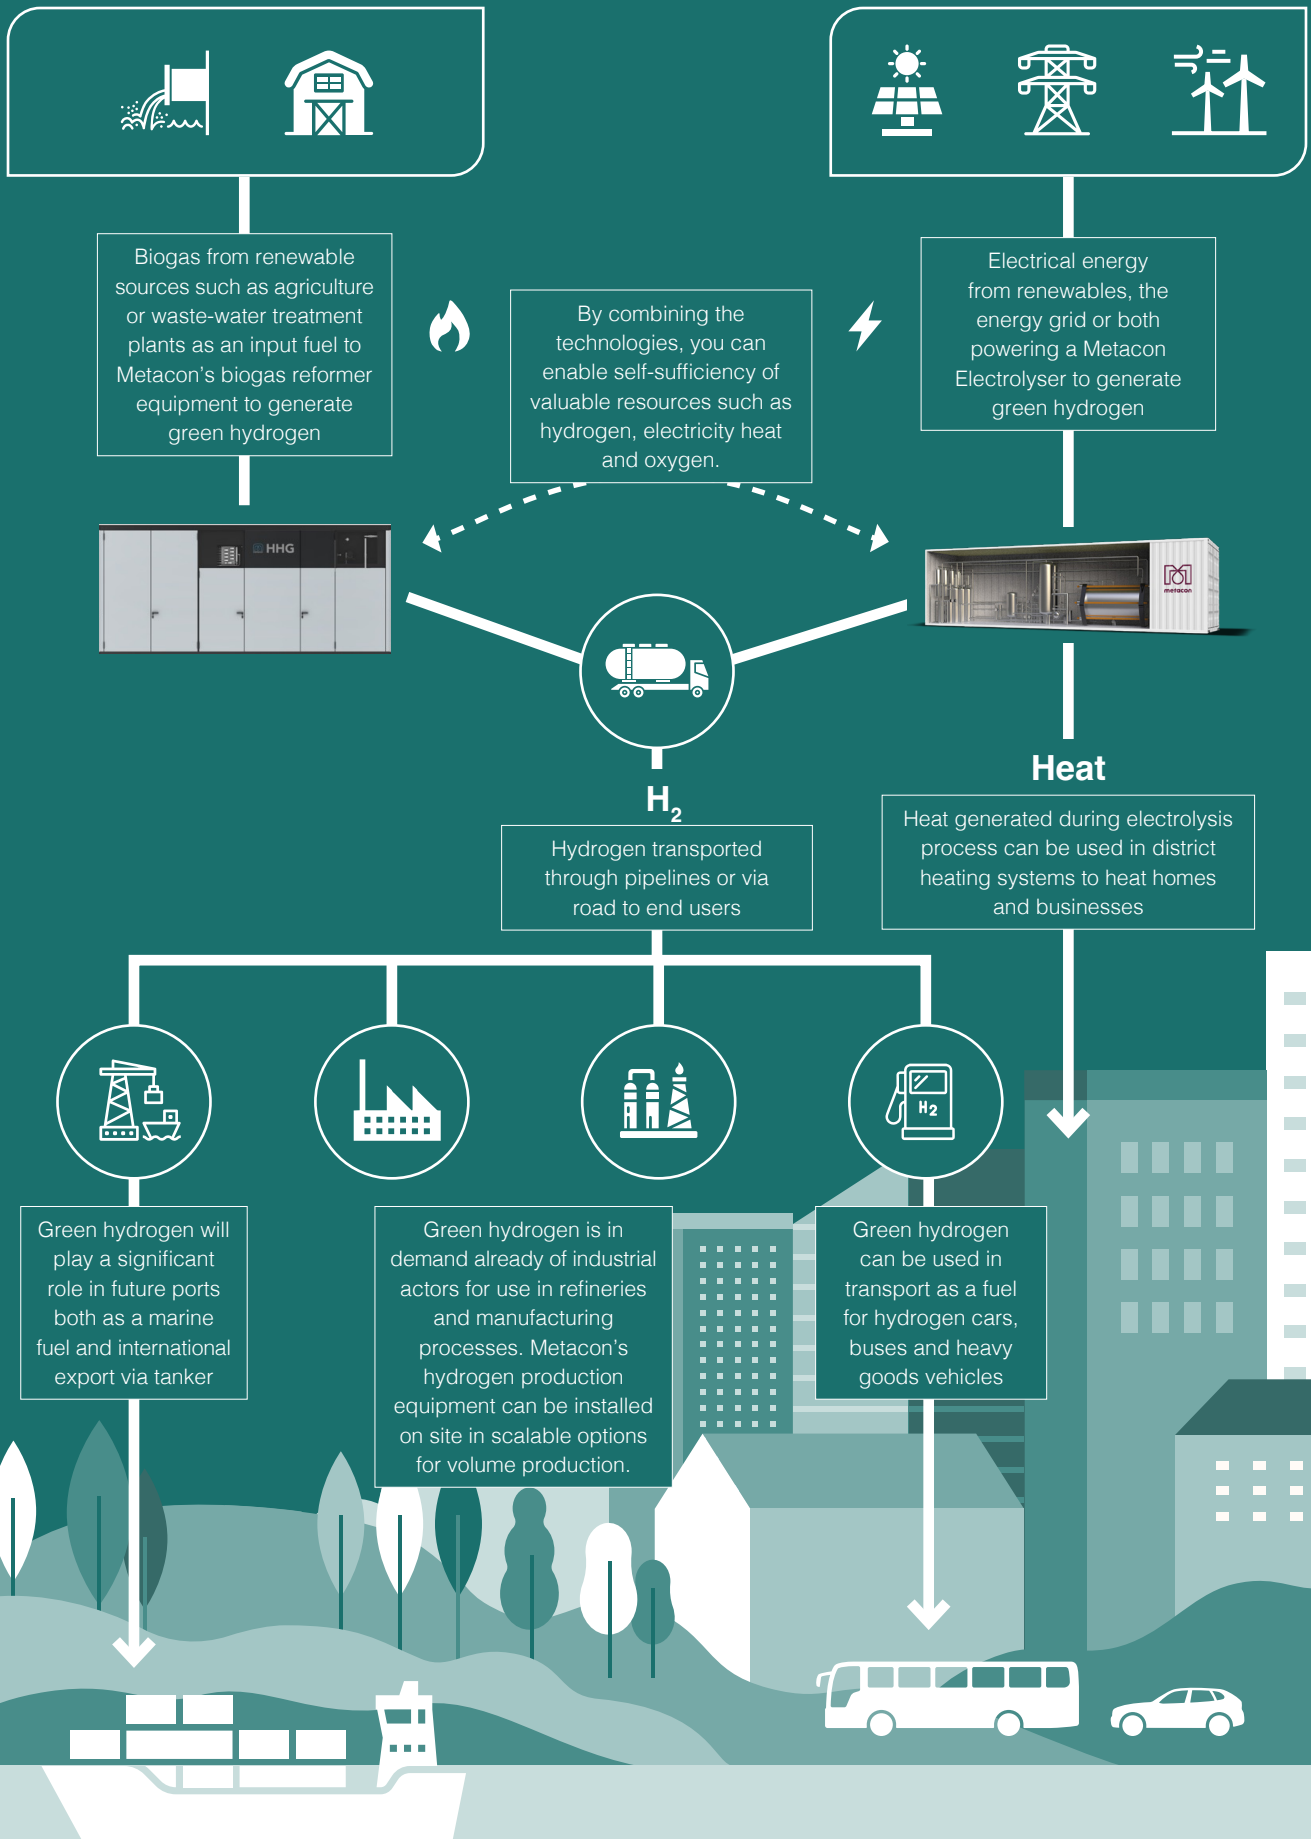 Biogas from renewable
sources such as agriculture
or waste-water treatment
plants as an input fuel to
Metacon's biogas reformer
equipment to generate
green hydrogen
By combining the
technologies, you can
enable self-sufficiency of
valuable resources such as
hydrogen, electricity heat
and oxygen.
Electrical energy
from renewables, the
energy grid or both
powering a Metacon
Electrolyser to generate
green hydrogen
HHG
metacon
H₂
Hydrogen transported
through pipelines or via
road to end users
Heat
Heat generated during electrolysis
process can be used in district
heating systems to heat homes
and businesses
H2
Green hydrogen will
play a significant
role in future ports
both as a marine
fuel and international
export via tanker
Green hydrogen is in
demand already of industrial
actors for use in refineries
and manufacturing
processes. Metacon's
hydrogen production
equipment can be installed
on site in scalable options
for volume production.
Green hydrogen
can be used in
transport as a fuel
for hydrogen cars,
buses and heavy
goods vehicles